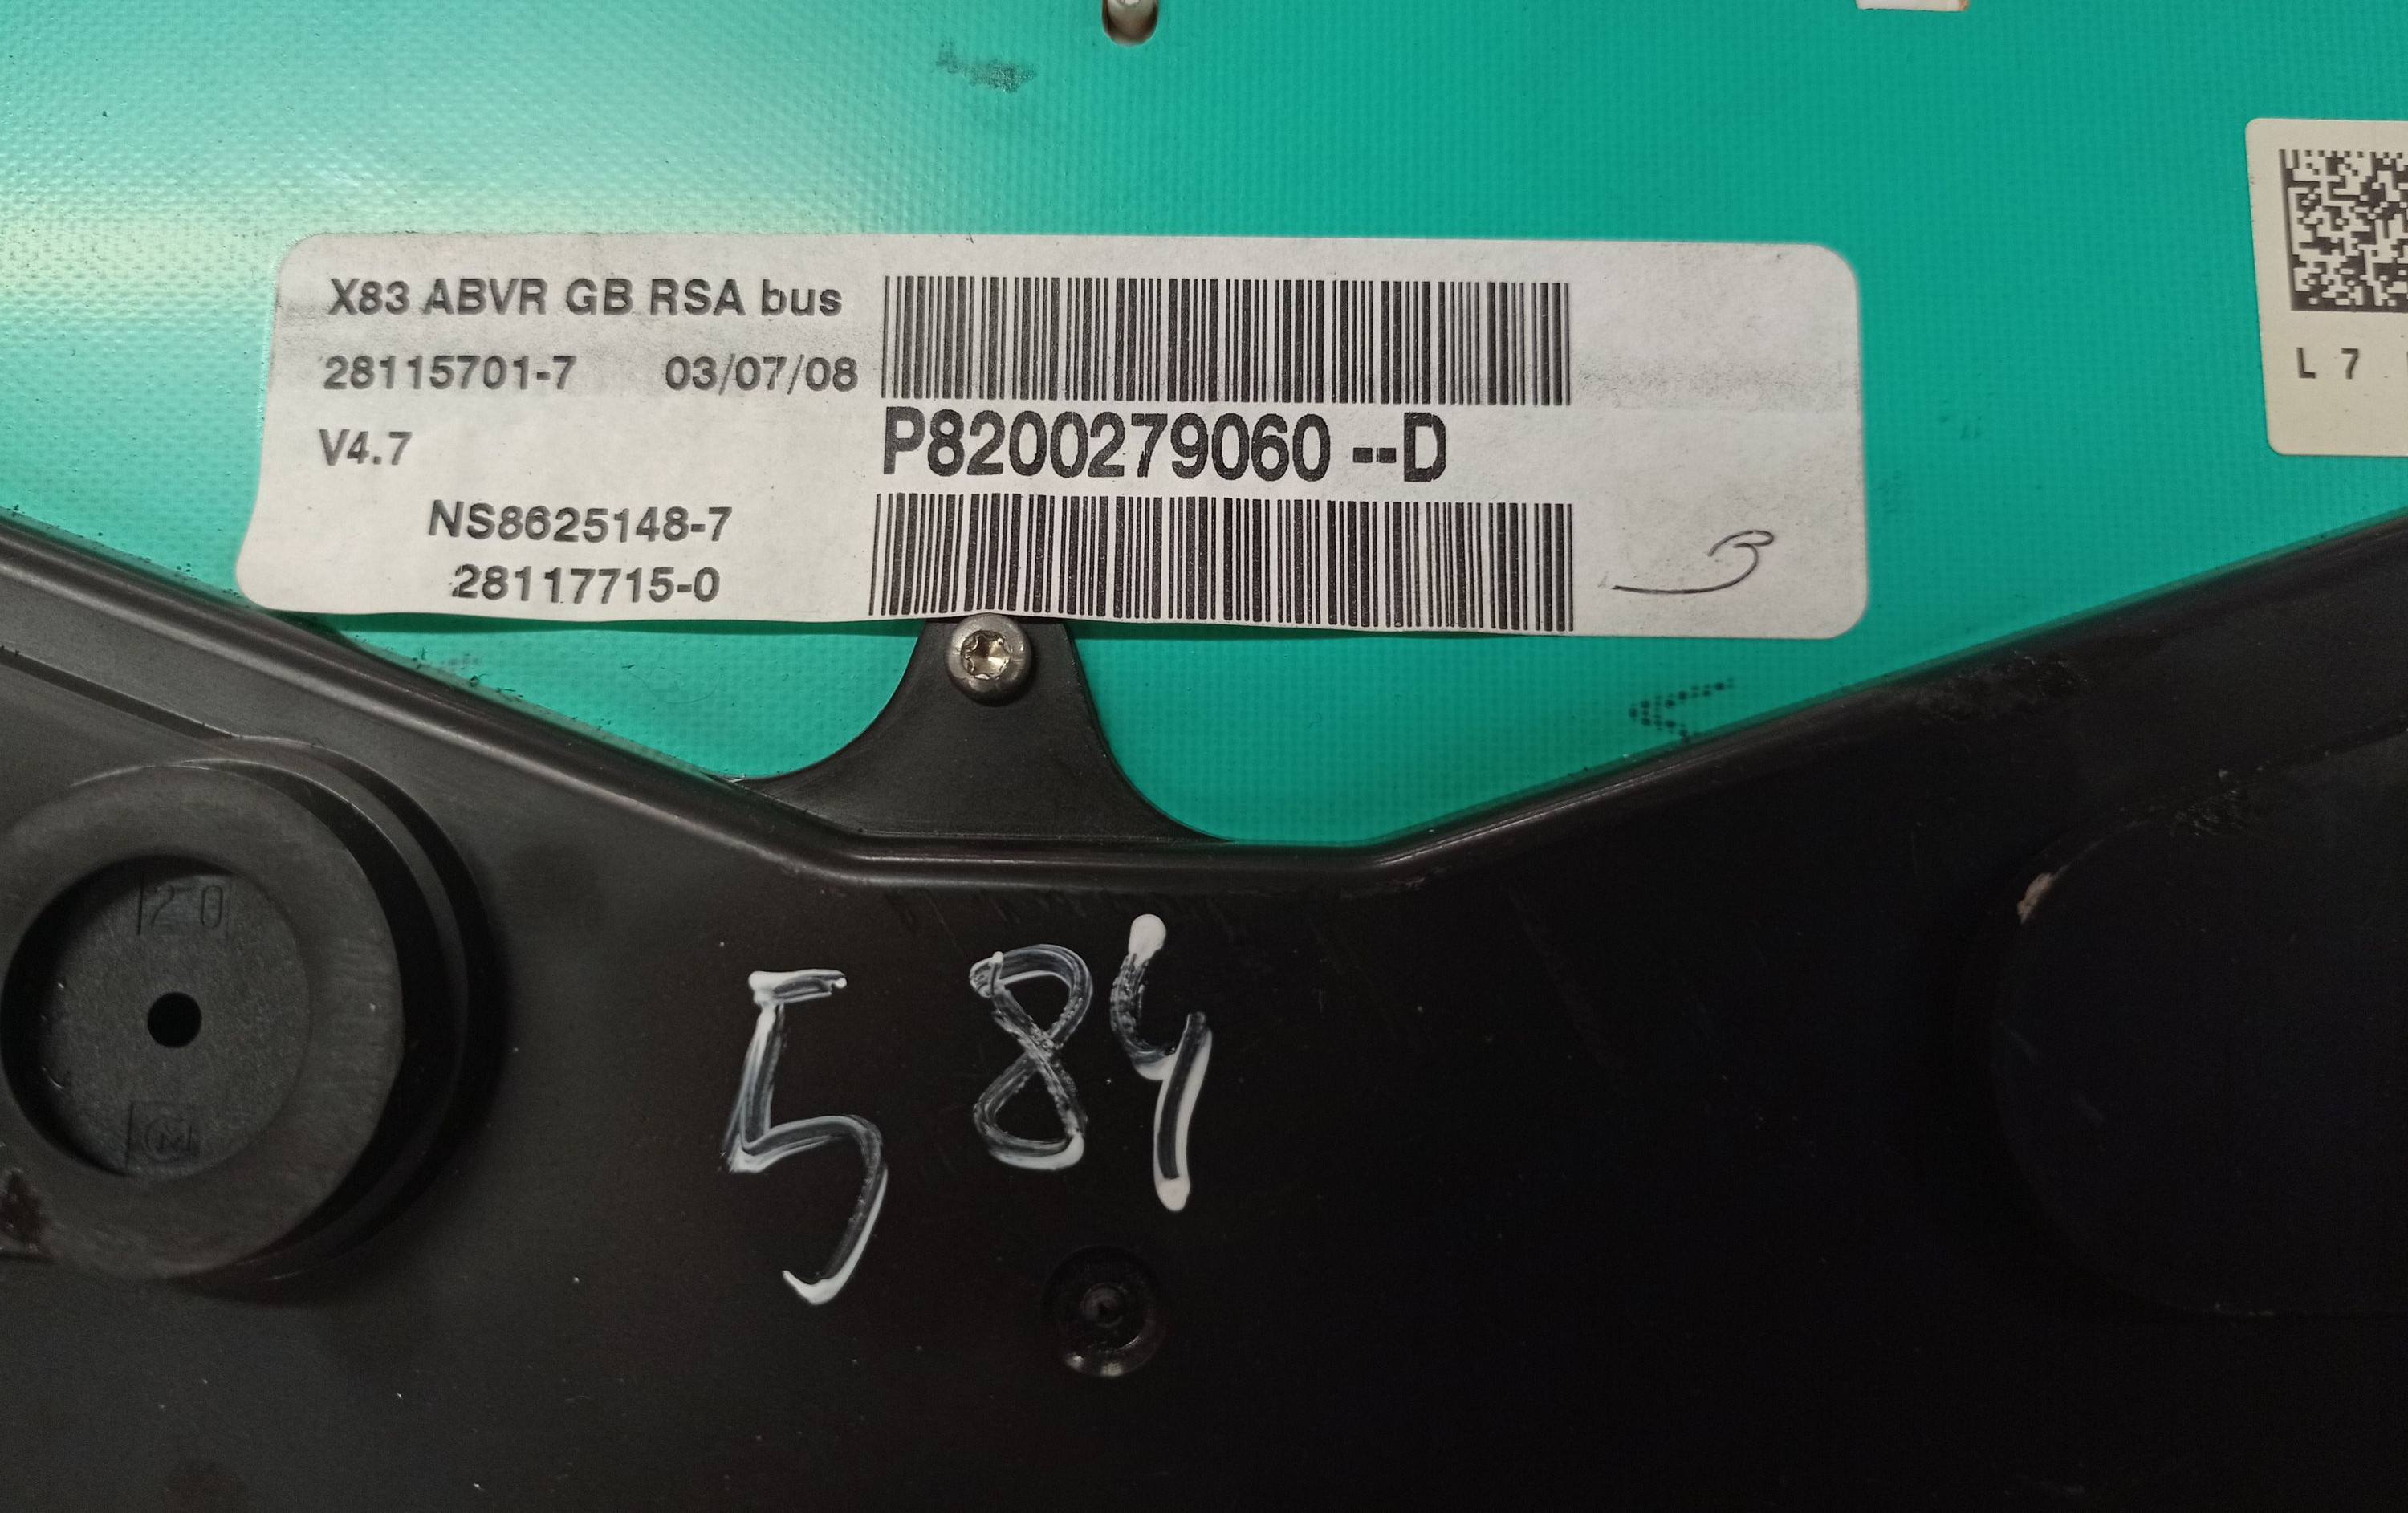 X83 ABVR GB RSA bus
28115701-7 03/07/08
V4.7
P8200279060 --D
NS8625148-7
28117715-0
L 7
20
584